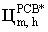 Ц m, h РСВ*